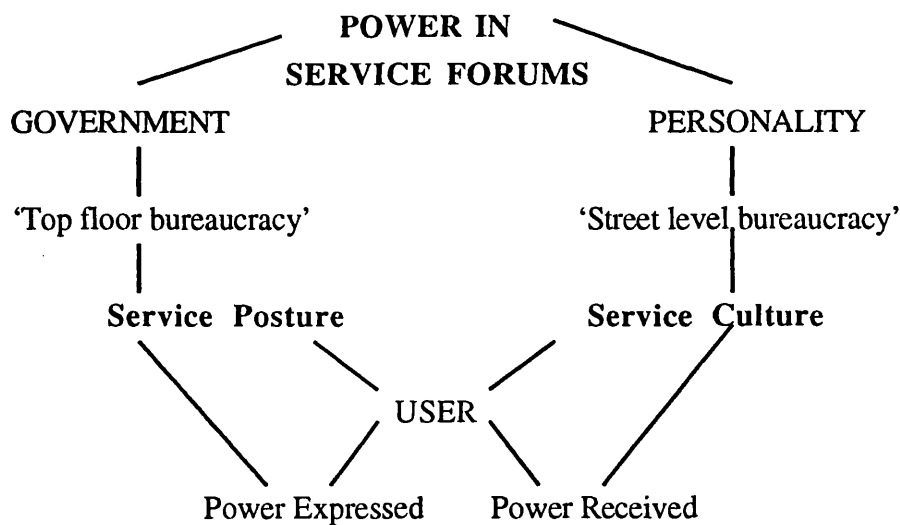 POWER IN
SERVICE FORUMS
GOVERNMENT PERSONALITY
‘Top floor bureaucracy’ ‘Street level bureaucracy’
Service Posture Service Culture
USER
Power Expressed Power Received